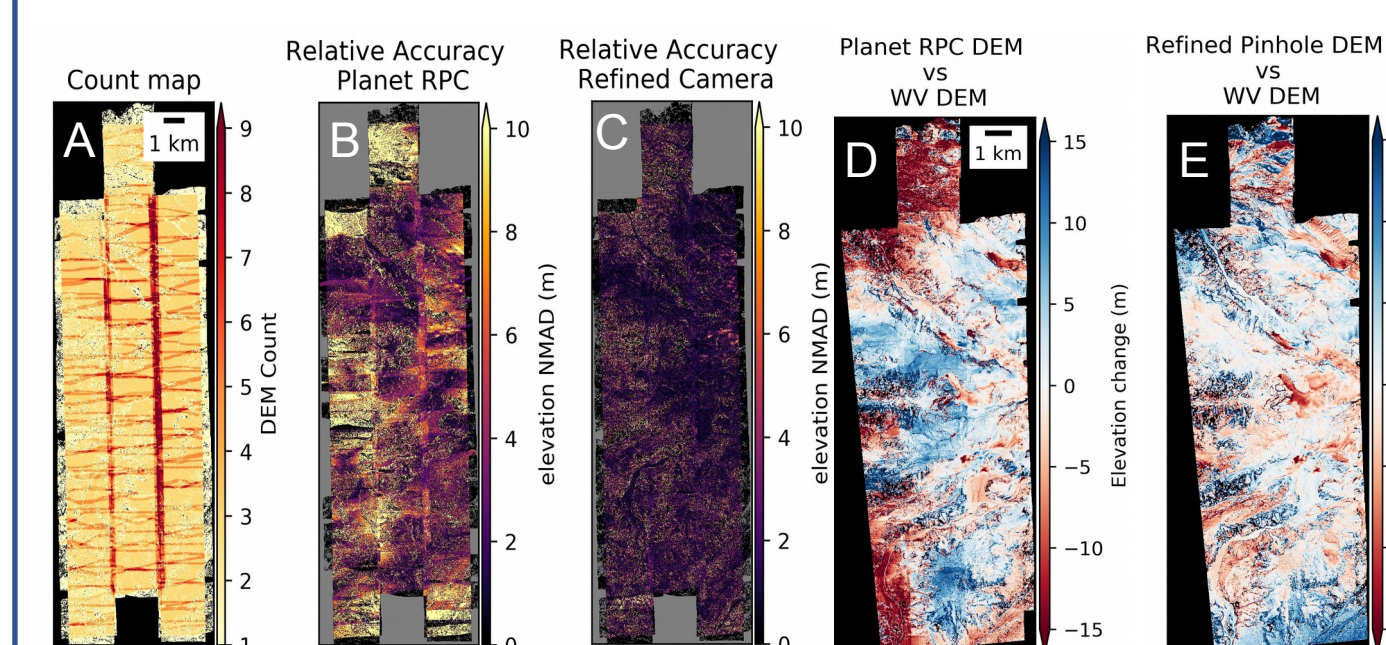 Count map
A
1 km
9
8
7
6
5
4
3
2
1
DEM Count
Relative Accuracy
Planet RPC
B
10
8
6
4
2
0
elevation NMAD (m)
Relative Accuracy
Refined Camera
C
10
8
6
4
2
0
elevation NMAD (m)
Planet RPC DEM
vs
WV DEM
D
1 km
15
10
5
0
−5
−10
−15
Elevation change (m)
Refined Pinhole DEM
vs
WV DEM
E